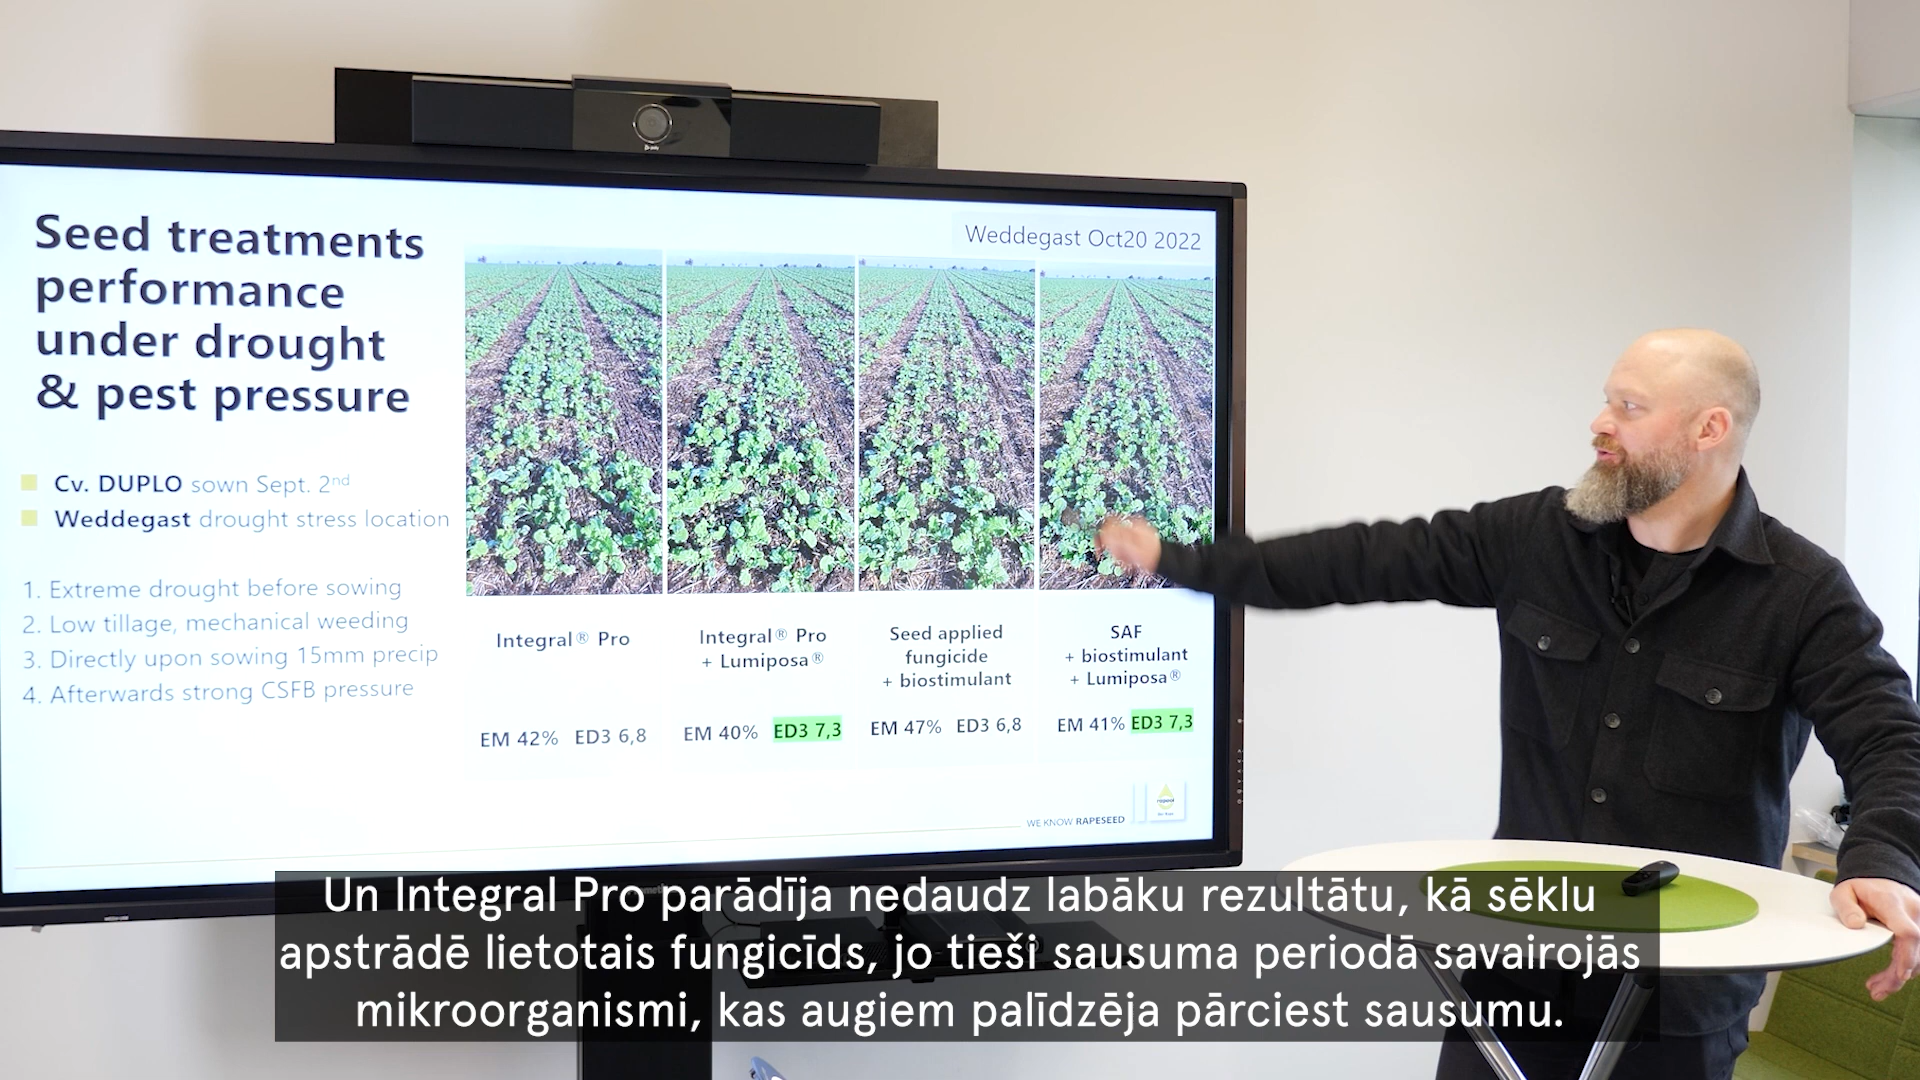 Seed treatments
performance
under drought
& pest pressure
Weddegast Oct20 2022
Cv. DUPLO sown Sept. 2nd
Weddegast drought stress location
1. Extreme drought before sowing
2. Low tillage, mechanical weeding
3. Directly upon sowing 15mm precip
4. Afterwards strong CSFB pressure
Integral® Pro
EM 42% ED3 6,8
Integral® Pro
+ Lumiposa®
EM 40% ED3 7,3
Seed applied
fungicide
+ biostimulant
EM 47% ED3 6,8
SAF
+ biostimulant
+ Lumiposa®
EM 41% ED3 7,3
WE KNOW RAPESEED
rapool
poly
Un Integral Pro parādīja nedaudz labāku rezultātu, kā sēklu
apstrādē lietotais fungicīds, jo tieši sausuma periodā savairojās
mikroorganismi, kas augiem palīdzēja pārciest sausumu.